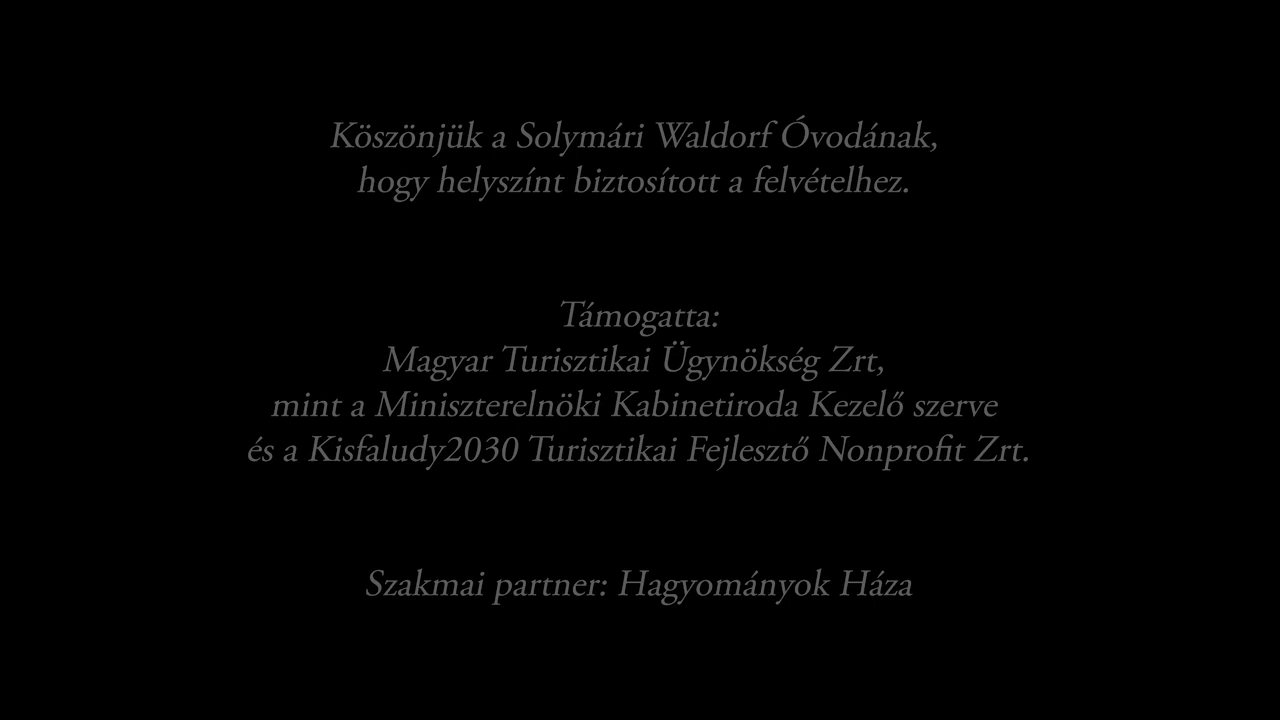 Köszönjük a Solymári Waldorf Óvodának,
hogy helyszínt biztosított a felvételhez.
Támogatta:
Magyar Turisztikai Ügynökség Zrt,
mint a Miniszterelnöki Kabinetiroda Kezelő szerve
és a Kisfaludy2030 Turisztikai Fejlesztő Nonprofit Zrt.
Szakmai partner: Hagyományok Háza